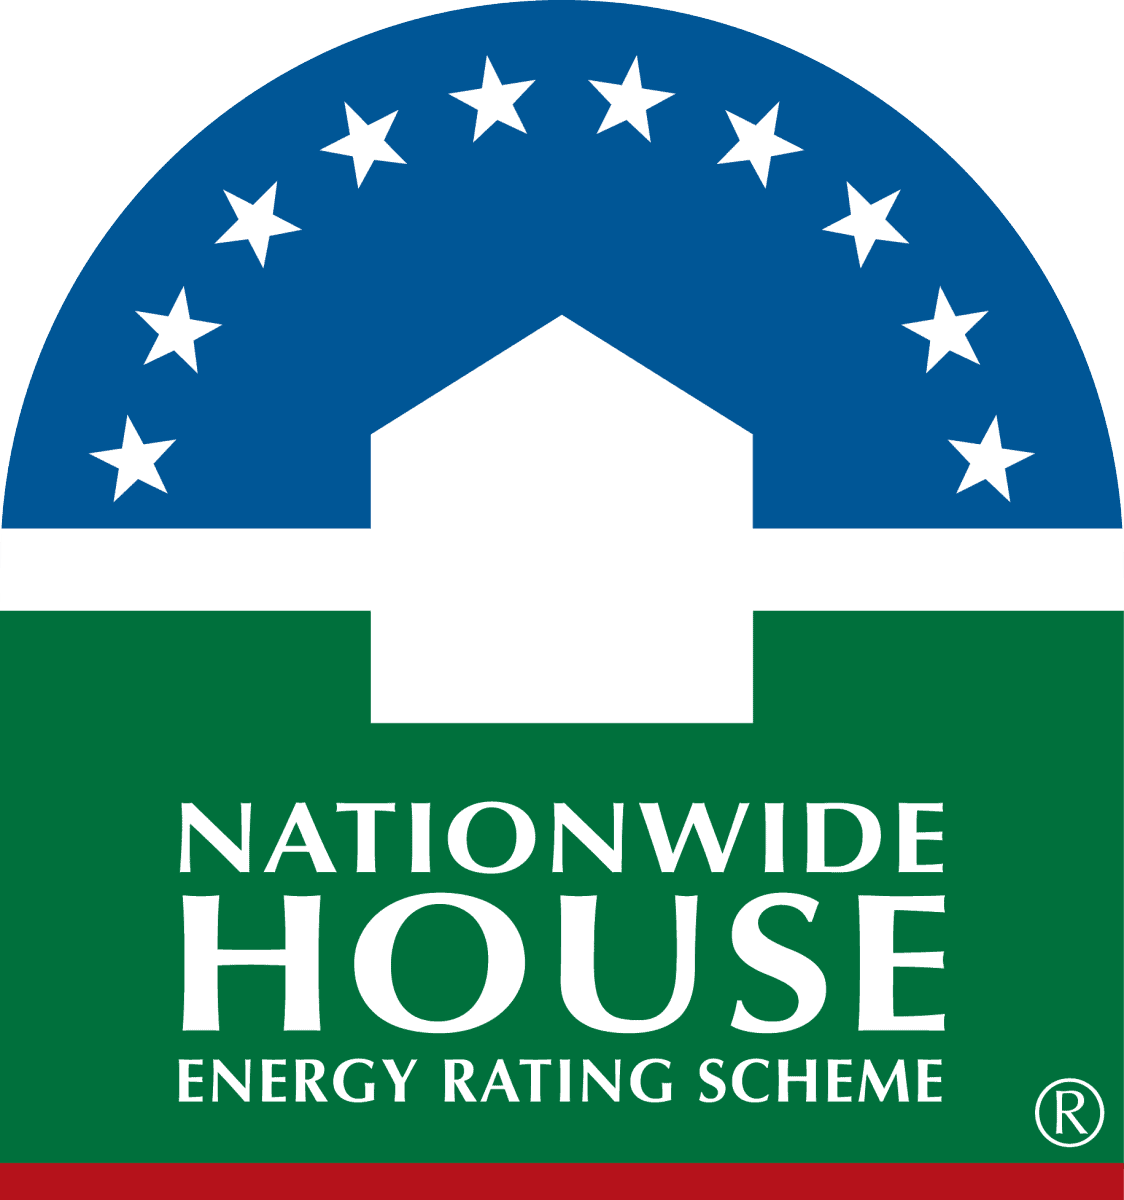 NATIONWIDE
HOUSE
ENERGY RATING SCHEME
®